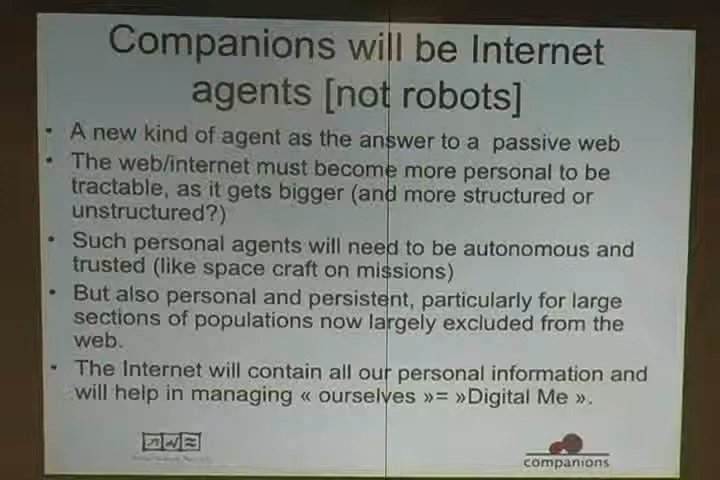 Companions will be Internet
agents [not robots]
• A new kind of agent as the answer to a passive web
• The web/internet must become more personal to be
tractable, as it gets bigger (and more structured or
unstructured?)
• Such personal agents will need to be autonomous and
trusted (like space craft on missions)
• But also personal and persistent, particularly for large
sections of populations now largely excluded from the
web.
• The Internet will contain all our personal information and
will help in managing « ourselves »= »Digital Me ».
companions